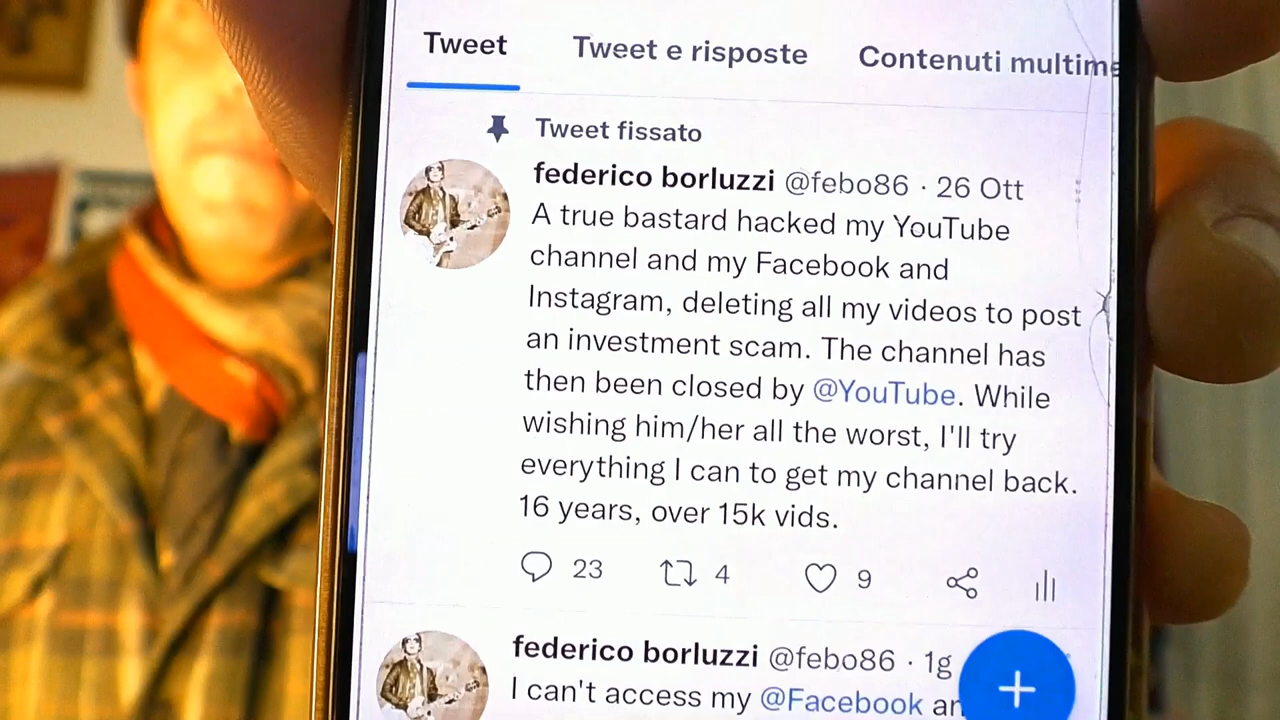 Tweet
Tweet e risposte
Contenuti multime
Tweet fissato
federico borluzzi @febo86 · 26 Ott
A true bastard hacked my YouTube
channel and my Facebook and
Instagram, deleting all my videos to post
an investment scam. The channel has
then been closed by @YouTube. While
wishing him/her all the worst, I'll try
everything I can to get my channel back.
16 years, over 15k vids.
23 4 9
federico borluzzi @febo86 · 1g
I can't access my @Facebook an